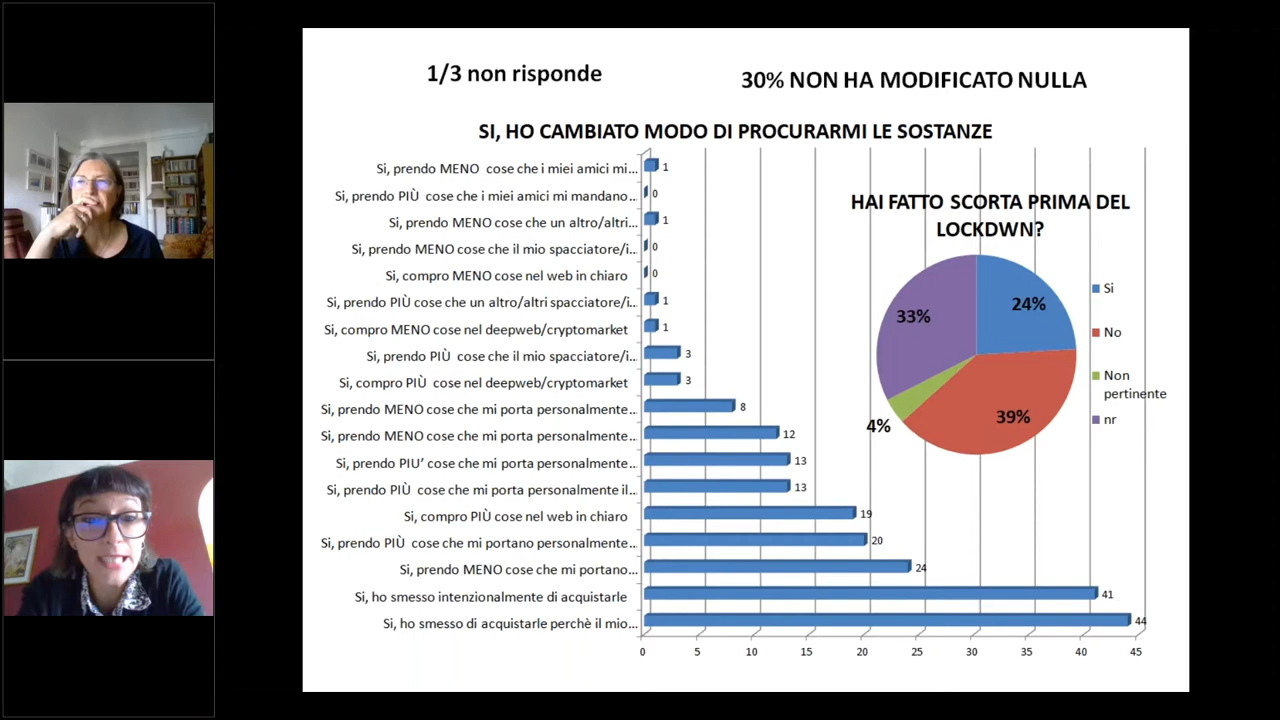 1/3 non risponde
30% NON HA MODIFICATO NULLA
SI, HO CAMBIATO MODO DI PROCURARMI LE SOSTANZE
Si, prendo MENO cose che i miei amici mi... 1
Si, prendo PIÙ cose che i miei amici mi mandano... 0
Si, prendo MENO cose che un altro/altri... 1
Si, prendo MENO cose che il mio spacciatore/i... 0
Si, compro MENO cose nel web in chiaro 0
Si, prendo PIÙ cose che un altro/altri spacciatore/i... 1
Si, compro MENO cose nel deepweb/cryptomarket 1
Si, prendo PIÙ cose che il mio spacciatore/i... 3
Si, compro PIÙ cose nel deepweb/cryptomarket 3
Si, prendo MENO cose che mi porta personalmente... 8
Si, prendo MENO cose che mi porta personalmente... 12
Si, prendo PIU' cose che mi porta personalmente... 13
Si, prendo PIÙ cose che mi porta personalmente il... 13
Si, compro PIÙ cose nel web in chiaro 19
Si, prendo PIÙ cose che mi portano personalmente... 20
Si, prendo MENO cose che mi portano... 24
Si, ho smesso intenzionalmente di acquistarle 41
Si, ho smesso di acquistarle perchè il mio... 44
0 5 10 15 20 25 30 35 40 45
HAI FATTO SCORTA PRIMA DEL
LOCKDWN?
24%
33%
39%
4%
Si
No
Non
pertinente
nr